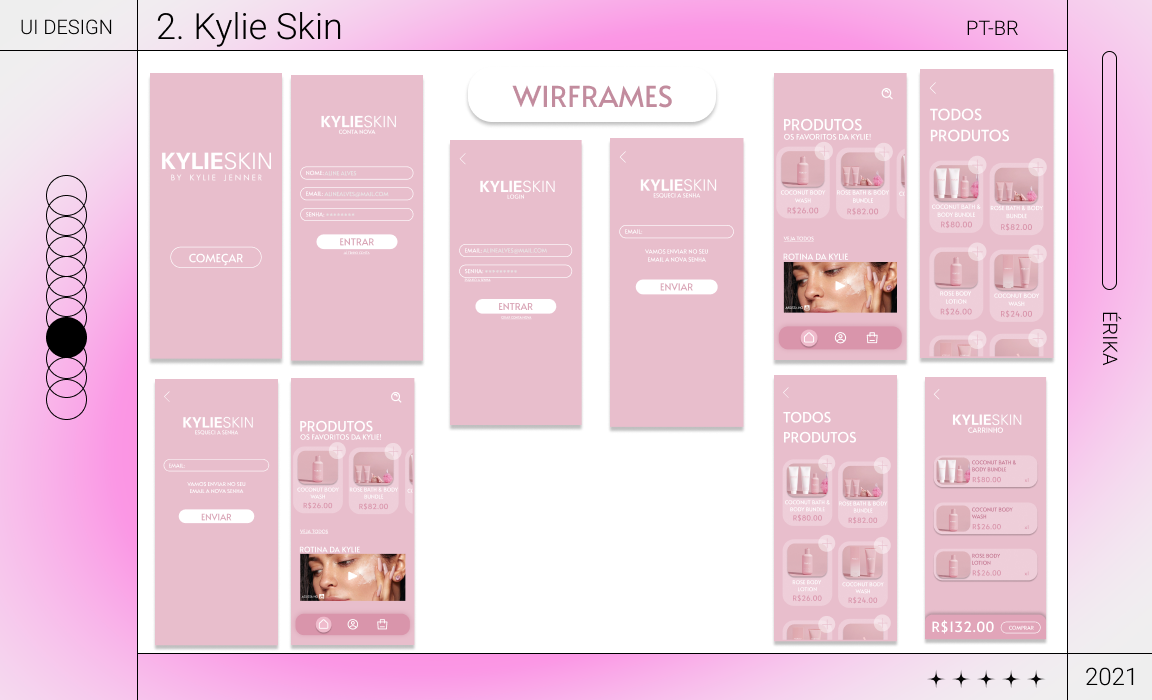 UI DESIGN
2. Kylie Skin
PT-BR
WIRFRAMES
KYLIESKIN
BY KYLIE JENNER
COMEÇAR
KYLIESKIN
CONTA NOVA
NOME:ALINE ALVES
EMAIL: ALINEALVES@MAIL.COM
SENHA: *********
ENTRAR
KYLIESKIN
LOGIN
EMAIL: ALINEALVES@MAIL.COM
SENHA: *********
ENTRAR
KYLIESKIN
ESQUECI A SENHA
EMAIL:
VAMOS ENVIAR NO SEU
EMAIL A NOVA SENHA
ENVIAR
PRODUTOS
OS FAVORITOS DA KYLIE!
COCONUT BODY
WASH
R$26.00
ROSE BATH & BODY
BUNDLE
R$82.00
VEJA TODOS
ROTINA DA KYLIE
TODOS
PRODUTOS
COCONUT BATH &
BODY BUNDLE
R$80.00
ROSE BATH & BODY
BUNDLE
R$82.00
ROSE BODY
LOTION
R$26.00
COCONUT BODY
WASH
R$24.00
KYLIESKIN
ESQUECI A SENHA
EMAIL:
VAMOS ENVIAR NO SEU
EMAIL A NOVA SENHA
ENVIAR
PRODUTOS
OS FAVORITOS DA KYLIE!
COCONUT BODY
WASH
R$26.00
ROSE BATH & BODY
BUNDLE
R$82.00
VEJA TODOS
ROTINA DA KYLIE
TODOS
PRODUTOS
COCONUT BATH &
BODY BUNDLE
R$80.00
ROSE BATH & BODY
BUNDLE
R$82.00
ROSE BODY
LOTION
R$26.00
COCONUT BODY
WASH
R$24.00
KYLIESKIN
CARRINHO
COCONUT BATH &
BODY BUNDLE
R$80.00
COCONUT BODY
WASH
R$26.00
ROSE BODY
LOTION
R$26.00
R$132.00
COMPRAR
ÉRIKA
2021